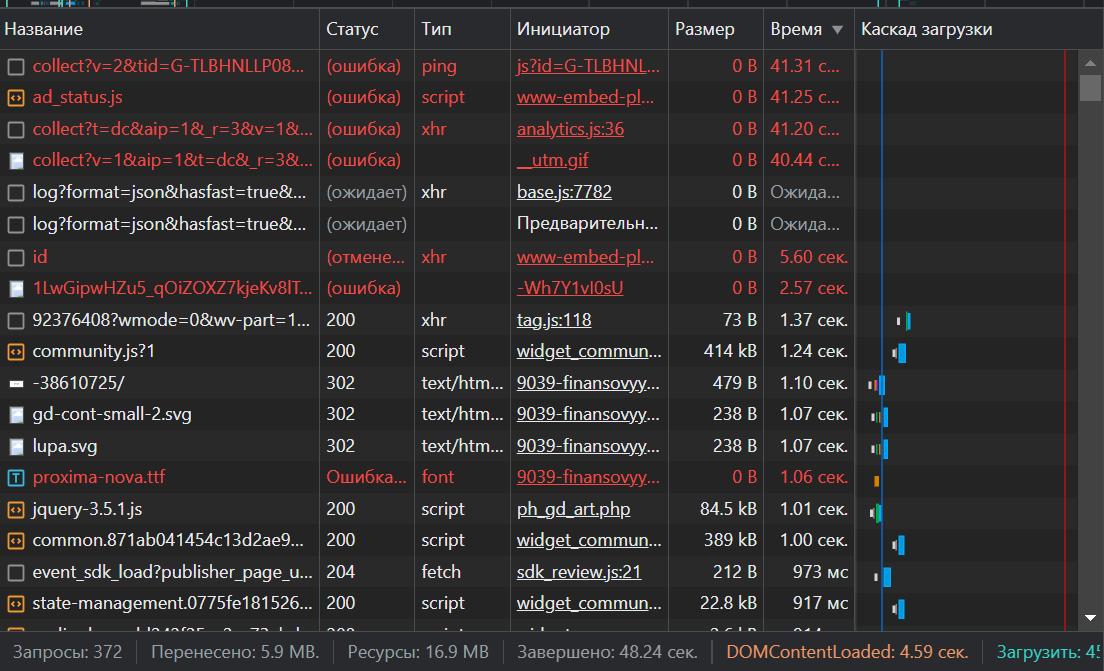 Название Статус Тип Инициатор Размер Время ▼ Каскад загрузки
collect?v=2&tid=G-TLBHNLLP08... (ошибка) ping js?id=G-TLBHNL... 0 B 41.31 с...
ad_status.js (ошибка) script www-embed-pl... 0 B 41.25 с...
collect?t=dc&aip=1&_r=3&v=1&... (ошибка) xhr analytics.js:36 0 B 41.20 с...
collect?v=1&aip=1&t=dc&_r=3&... (ошибка) __utm.gif 0 B 40.44 с...
log?format=json&hasfast=true&... (ожидает) xhr base.js:7782 0 B Ожида...
log?format=json&hasfast=true&... (ожидает) Предварительн... 0 B Ожида...
id (отмене... xhr www-embed-pl... 0 B 5.60 сек.
1LwGipwHZu5_qOiZOXZ7kjeKv8lT... (ошибка) -Wh7Y1vI0sU 0 B 2.57 сек.
92376408?wmode=0&wv-part=1... 200 xhr tag.js:118 73 B 1.37 сек.
community.js?1 200 script widget_commun... 414 kB 1.24 сек.
-38610725/ 302 text/htm... 9039-finansovyy... 479 B 1.10 сек.
gd-cont-small-2.svg 302 text/htm... 9039-finansovyy... 238 B 1.07 сек.
lupa.svg 302 text/htm... 9039-finansovyy... 238 B 1.07 сек.
proxima-nova.ttf Ошибка... font 9039-finansovyy... 0 B 1.06 сек.
jquery-3.5.1.js 200 script ph_gd_art.php 84.5 kB 1.01 сек.
common.871ab041454c13d2ae9... 200 script widget_commun... 389 kB 1.00 сек.
event_sdk_load?publisher_page_u... 204 fetch sdk_review.js:21 212 B 973 мс
state-management.0775fe181526... 200 script widget_commun... 22.8 kB 917 мс
Запросы: 372 Перенесено: 5.9 MB. Ресурсы: 16.9 MB Завершено: 48.24 сек. DOMContentLoaded: 4.59 сек. Загрузить: 45